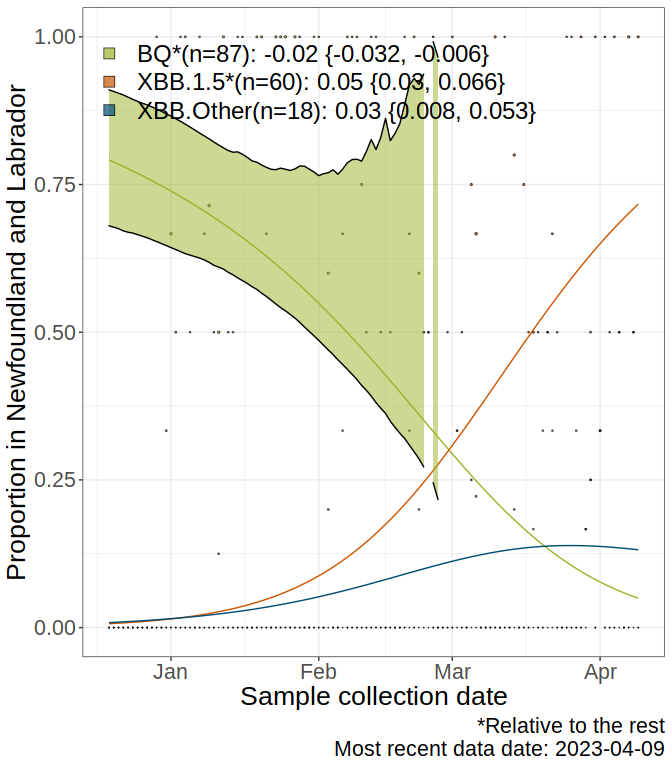 1.00
0.75
0.50
0.25
0.00
Proportion in Newfoundland and Labrador
BQ*(n=87): -0.02 {-0.032, -0.006}
XBB.1.5*(n=60): 0.05 {0.03, 0.066}
XBB.Other(n=18): 0.03 {0.008, 0.053}
Jan Feb Mar Apr
Sample collection date
*Relative to the rest
Most recent data date: 2023-04-09